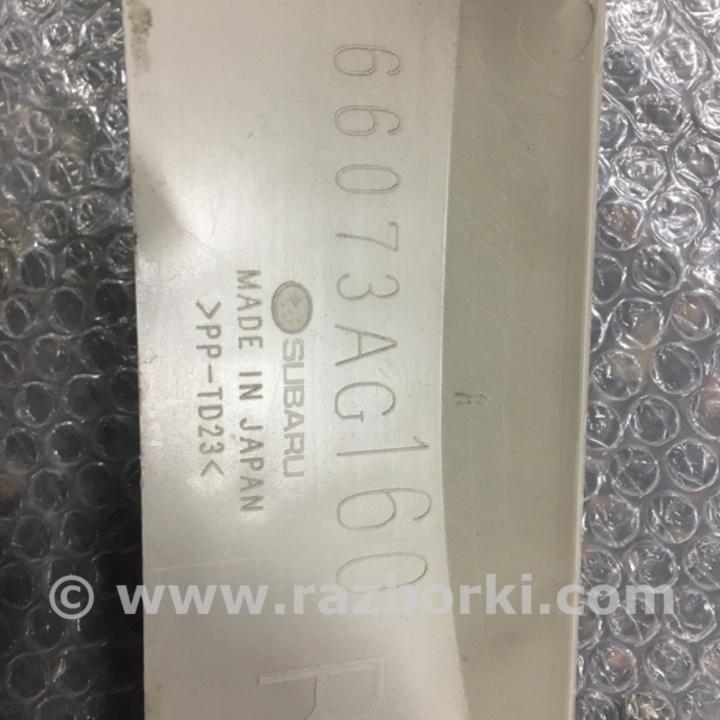 66073AG160
SUBARU
MADE IN JAPAN
>PP-TD23<
R
© www.razborki.com